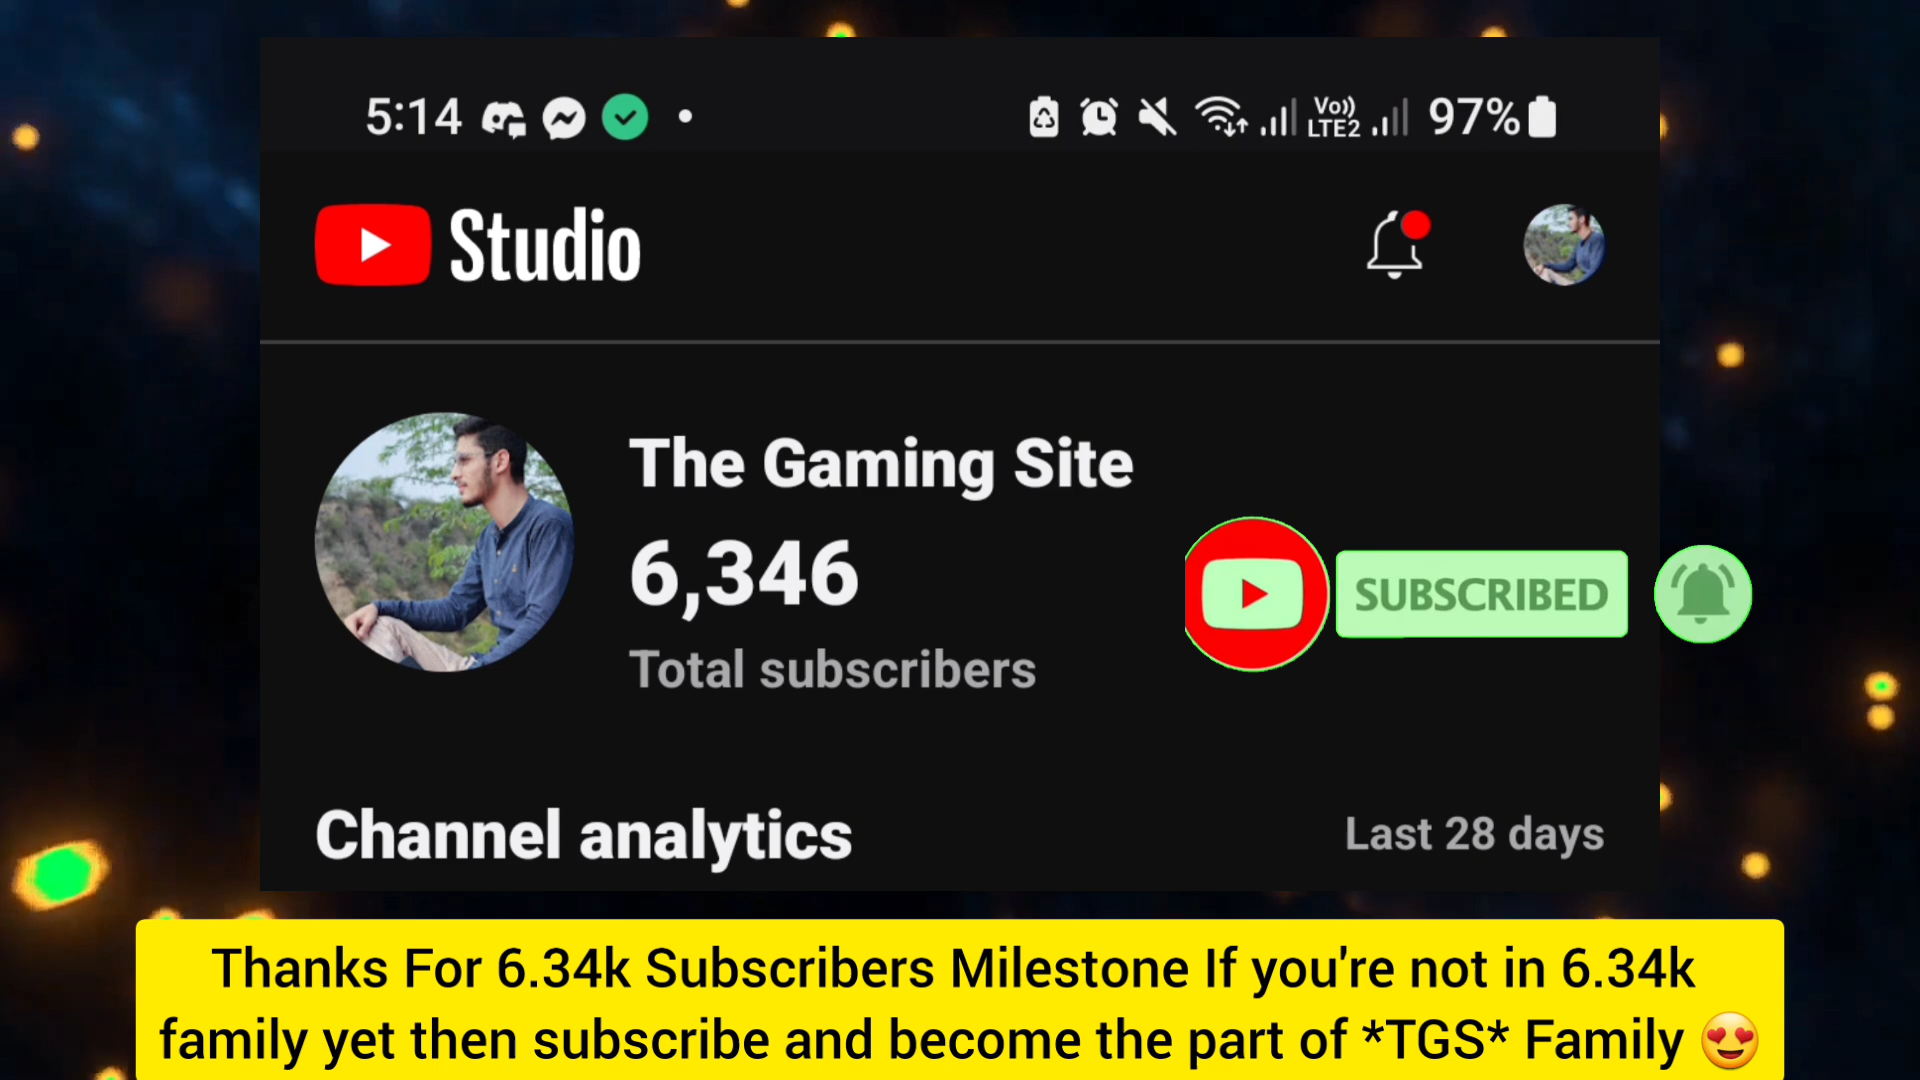 5:14
Vo)) LTE2 97%
Studio
The Gaming Site
6,346
Total subscribers
SUBSCRIBED
Channel analytics
Last 28 days
Thanks For 6.34k Subscribers Milestone If you're not in 6.34k
family yet then subscribe and become the part of *TGS* Family 😍